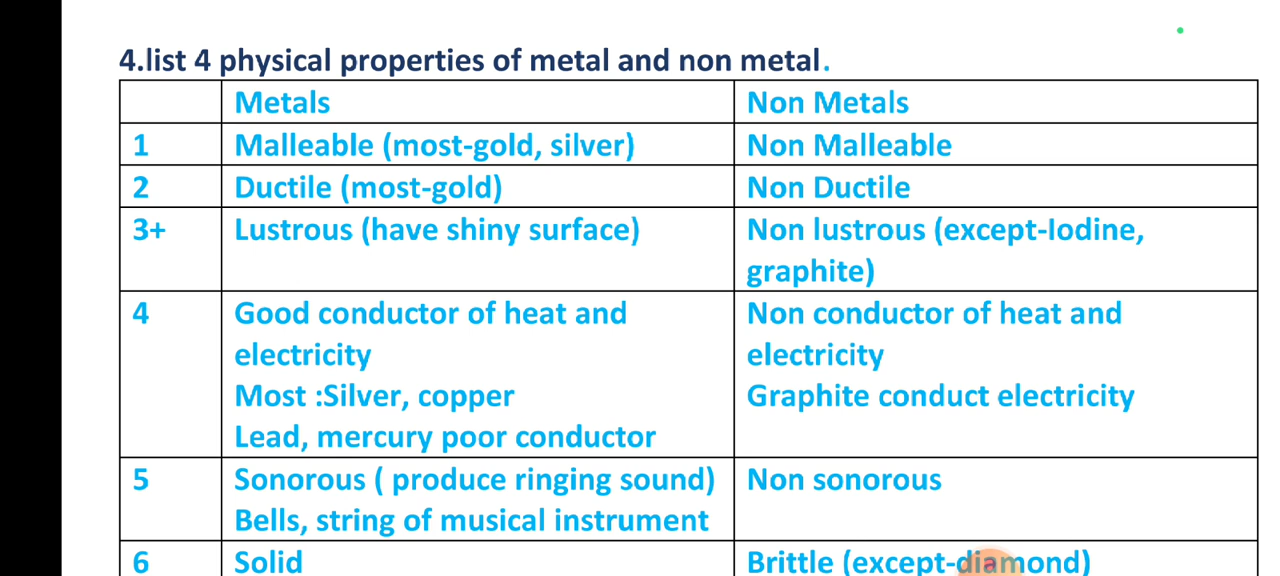 4.list 4 physical properties of metal and non metal.
Metals Non Metals
1 Malleable (most-gold, silver) Non Malleable
2 Ductile (most-gold) Non Ductile
3+ Lustrous (have shiny surface) Non lustrous (except-Iodine,
graphite)
4 Good conductor of heat and Non conductor of heat and
electricity electricity
Most :Silver, copper Graphite conduct electricity
Lead, mercury poor conductor
5 Sonorous ( produce ringing sound) Non sonorous
Bells, string of musical instrument
6 Solid Brittle (except-diamond)